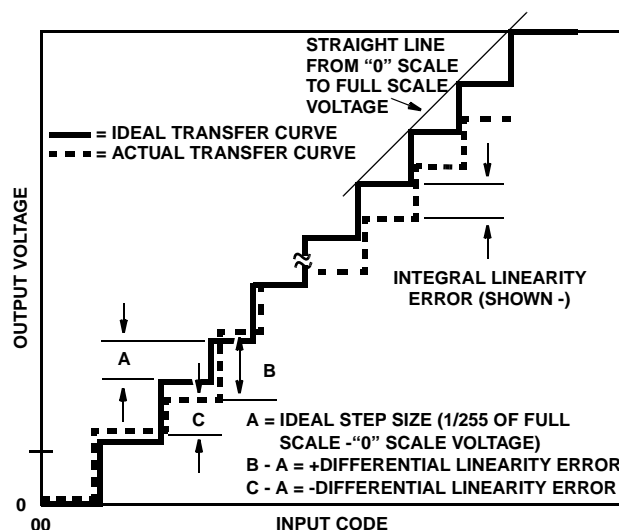 STRAIGHT LINE
FROM “0” SCALE
TO FULL SCALE
VOLTAGE
= IDEAL TRANSFER CURVE
= ACTUAL TRANSFER CURVE
OUTPUT VOLTAGE
INTEGRAL LINEARITY
ERROR (SHOWN -)
A
B
C
A = IDEAL STEP SIZE (1/255 OF FULL
SCALE -“0” SCALE VOLTAGE)
B - A = +DIFFERENTIAL LINEARITY ERROR
C - A = -DIFFERENTIAL LINEARITY ERROR
0
00
INPUT CODE